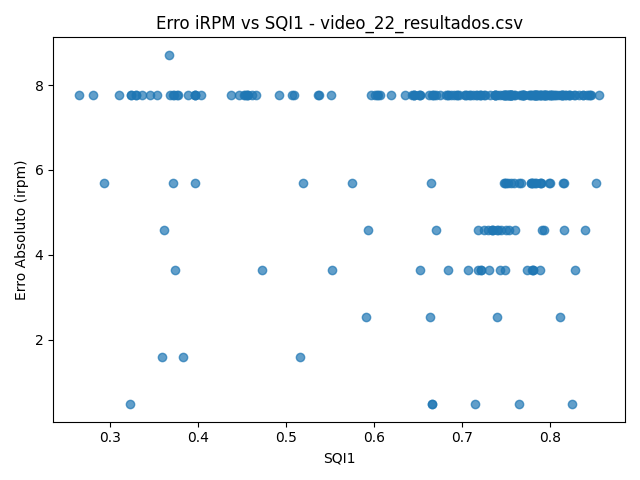 Erro iRPM vs SQI1 - video_22_resultados.csv
Erro Absoluto (irpm)
8
6
4
2
0.3 0.4 0.5 0.6 0.7 0.8
SQI1